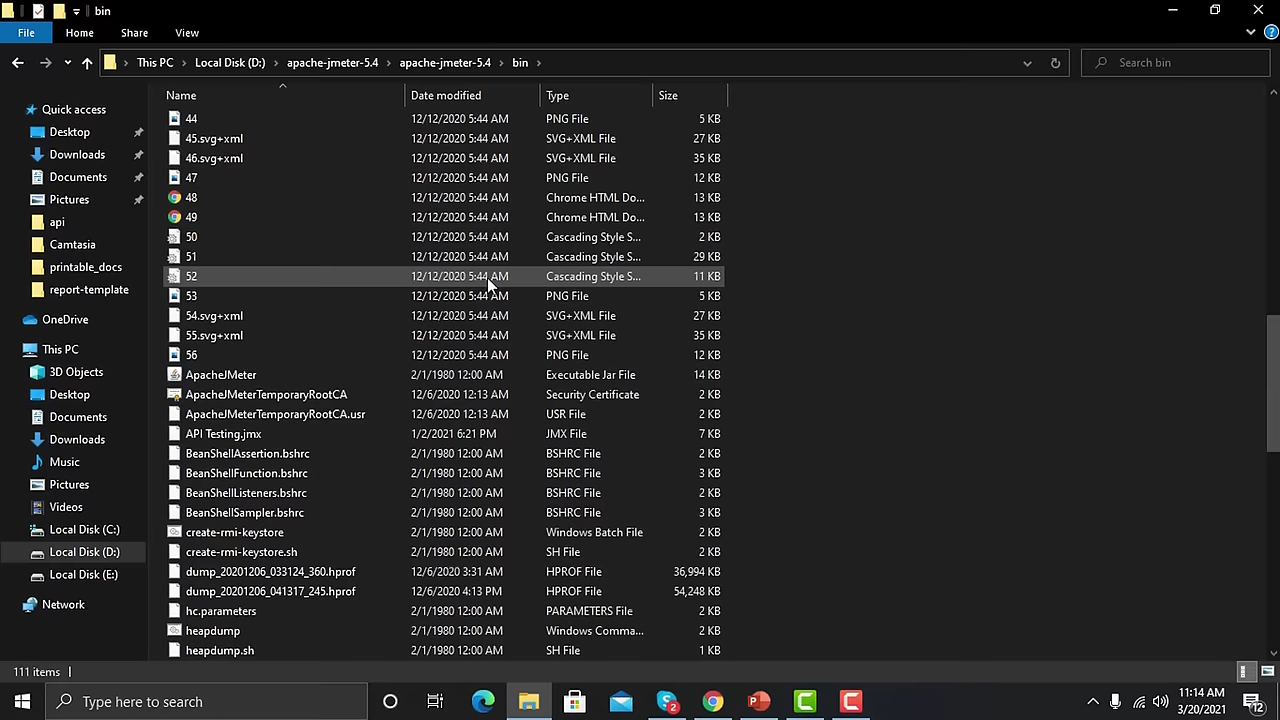 bin
File Home Share View
This PC Local Disk (D:) apache-jmeter-5.4 apache-jmeter-5.4 bin Search bin
Name Date modified Type Size
Quick access
Desktop
Downloads
Documents
Pictures
api
Camtasia
printable_docs
report-template
OneDrive
This PC
3D Objects
Desktop
Documents
Downloads
Music
Pictures
Videos
Local Disk (C:)
Local Disk (D:)
Local Disk (E:)
Network
44 12/12/2020 5:44 AM PNG File 5 KB
45.svg+xml 12/12/2020 5:44 AM SVG+XML File 27 KB
46.svg+xml 12/12/2020 5:44 AM SVG+XML File 35 KB
47 12/12/2020 5:44 AM PNG File 12 KB
48 12/12/2020 5:44 AM Chrome HTML Do... 13 KB
49 12/12/2020 5:44 AM Chrome HTML Do... 13 KB
50 12/12/2020 5:44 AM Cascading Style S... 2 KB
51 12/12/2020 5:44 AM Cascading Style S... 29 KB
52 12/12/2020 5:44 AM Cascading Style S... 11 KB
53 12/12/2020 5:44 AM PNG File 5 KB
54.svg+xml 12/12/2020 5:44 AM SVG+XML File 27 KB
55.svg+xml 12/12/2020 5:44 AM SVG+XML File 35 KB
56 12/12/2020 5:44 AM PNG File 12 KB
ApacheJMeter 2/1/1980 12:00 AM Executable Jar File 14 KB
ApacheJMeterTemporaryRootCA 12/6/2020 12:13 AM Security Certificate 2 KB
ApacheJMeterTemporaryRootCA.usr 12/6/2020 12:13 AM USR File 2 KB
API Testing.jmx 1/2/2021 6:21 PM JMX File 7 KB
BeanShellAssertion.bshrc 2/1/1980 12:00 AM BSHRC File 2 KB
BeanShellFunction.bshrc 2/1/1980 12:00 AM BSHRC File 3 KB
BeanShellListeners.bshrc 2/1/1980 12:00 AM BSHRC File 2 KB
BeanShellSampler.bshrc 2/1/1980 12:00 AM BSHRC File 3 KB
create-rmi-keystore 2/1/1980 12:00 AM Windows Batch File 2 KB
create-rmi-keystore.sh 2/1/1980 12:00 AM SH File 2 KB
dump_20201206_033124_360.hprof 12/6/2020 3:31 AM HPROF File 36,994 KB
dump_20201206_041317_245.hprof 12/6/2020 4:13 PM HPROF File 54,248 KB
hc.parameters 2/1/1980 12:00 AM PARAMETERS File 2 KB
heapdump 2/1/1980 12:00 AM Windows Comma... 2 KB
heapdump.sh 2/1/1980 12:00 AM SH File 1 KB
111 items
Type here to search
2
11:14 AM
3/20/2021
12